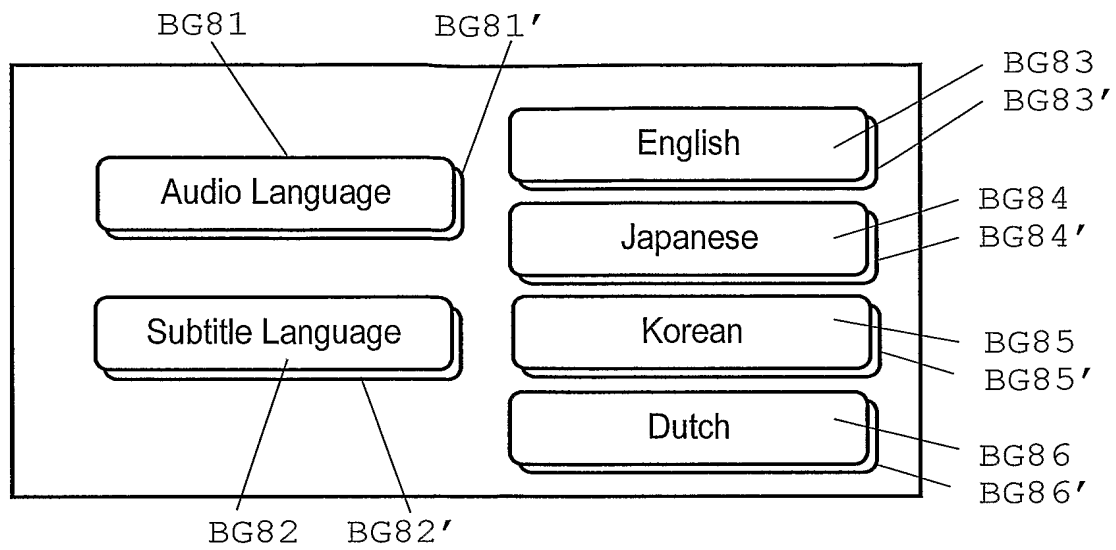 BG81 BG81'
BG83
BG83'
English
Audio Language
BG84
Japanese
BG84'
Subtitle Language
Korean
BG85
BG85'
Dutch
BG86
BG86'
BG82 BG82'